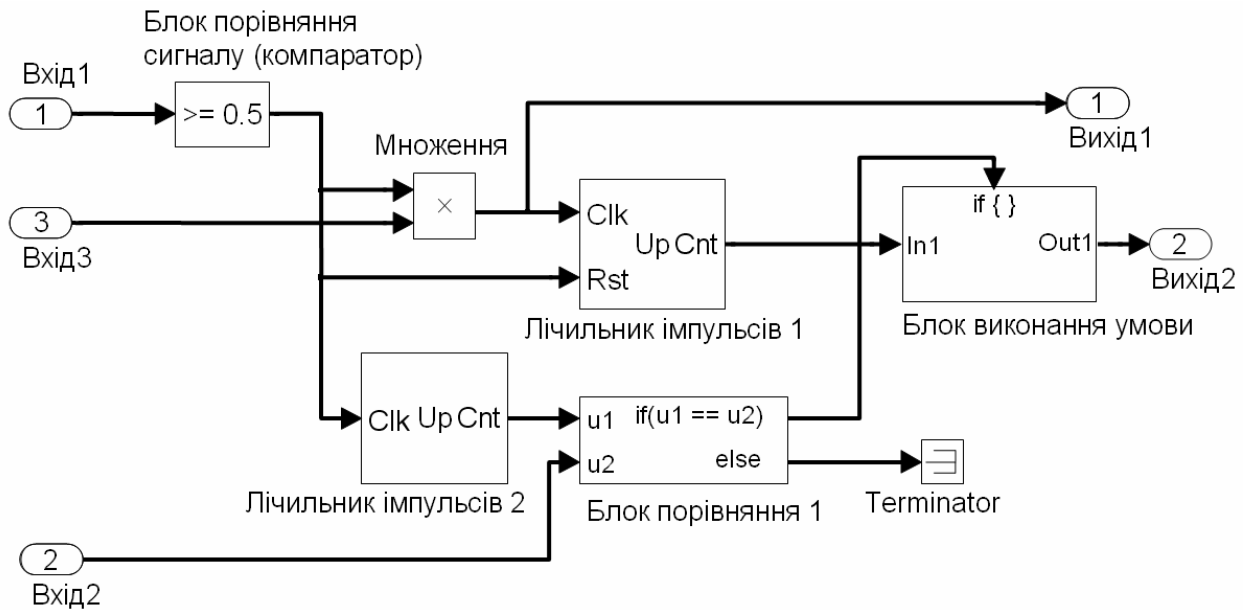 Блок порівняння
сигналу (компаратор)
Вхід1
1
>= 0.5
1
Вихід1
Множення
×
3
Вхід3
Clk
Up Cnt
Rst
Лічильник імпульсів 1
if { }
In1
Out1
2
Вихід2
Блок виконання умови
Clk Up Cnt
Лічильник імпульсів 2
u1 if(u1 == u2)
u2 else
Блок порівняння 1
Terminator
2
Вхід2